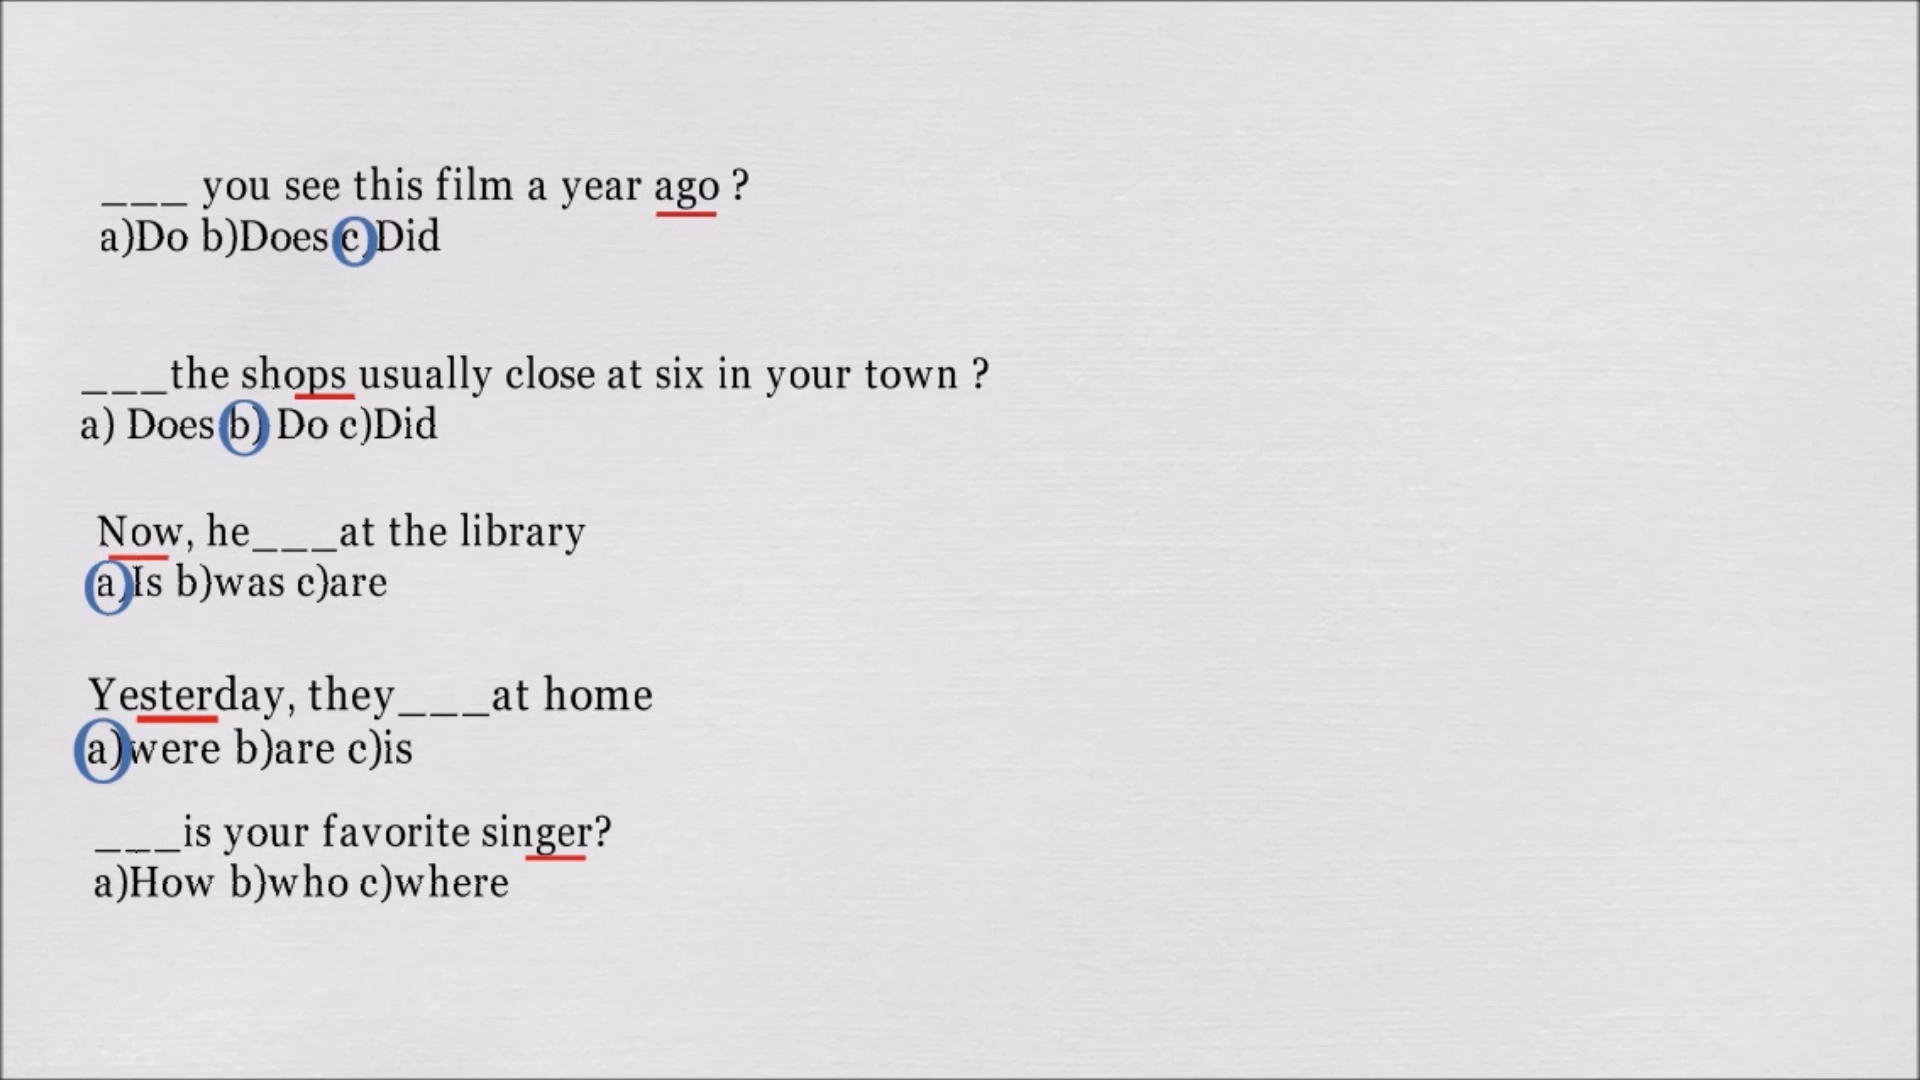 ___ you see this film a year ago ?
a)Do b)Does c)Did
___the shops usually close at six in your town ?
a) Does b) Do c)Did
Now, he___at the library
a)Is b)was c)are
Yesterday, they___at home
a)were b)are c)is
___is your favorite singer?
a)How b)who c)where